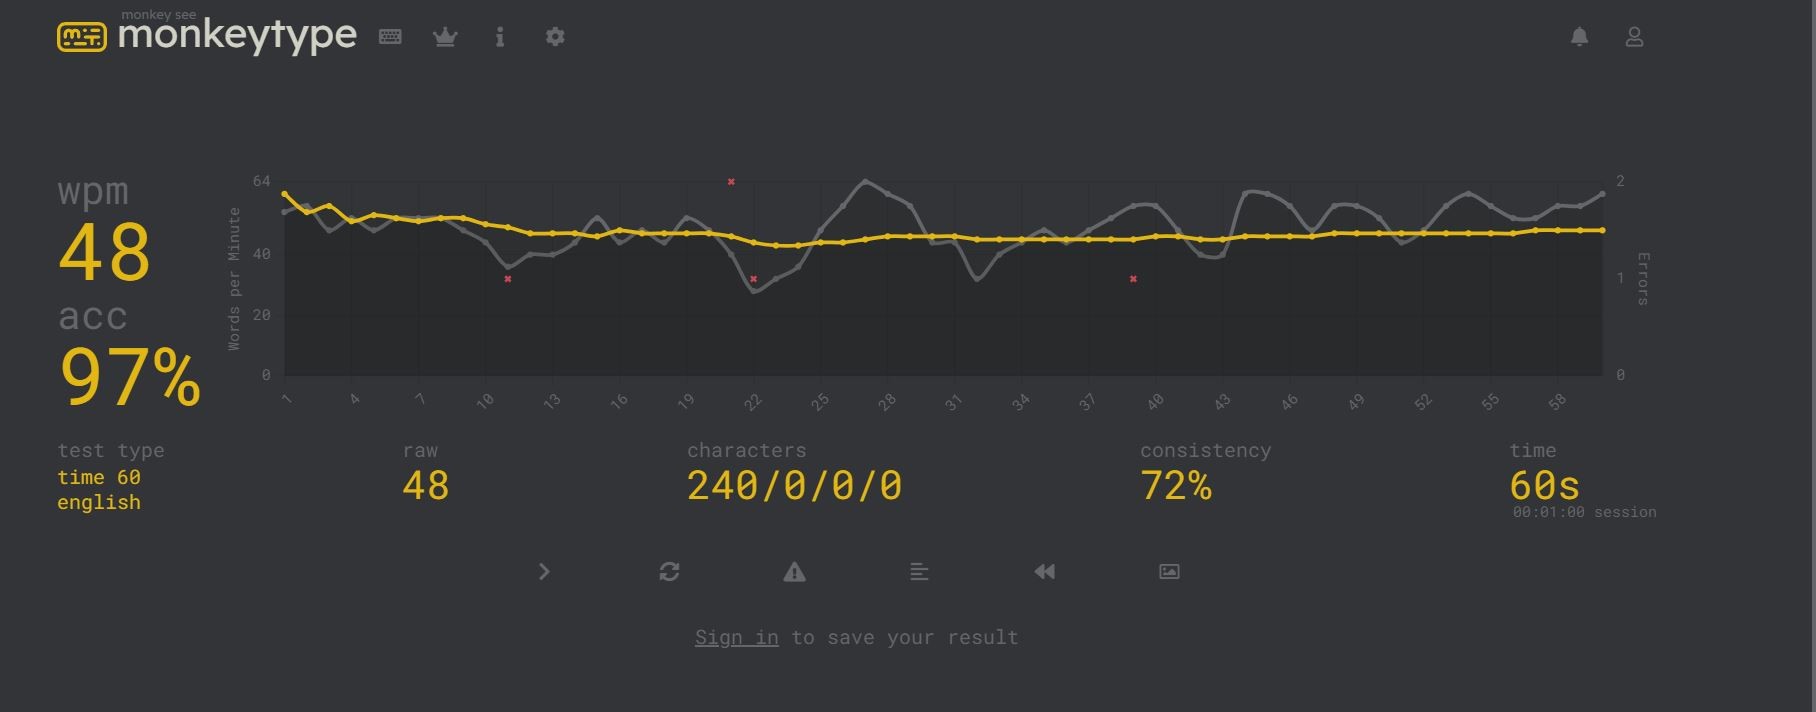 monkey see
monkeytype
wpm
48
acc
97%
Words per Minute
64
40
20
0
2
1
0
Errors
1 4 7 10 13 16 19 22 25 28 31 34 37 40 43 46 49 52 55 58
test type
time 60
english
raw
48
characters
240/0/0/0
consistency
72%
time
60s
00:01:00 session
Sign in to save your result